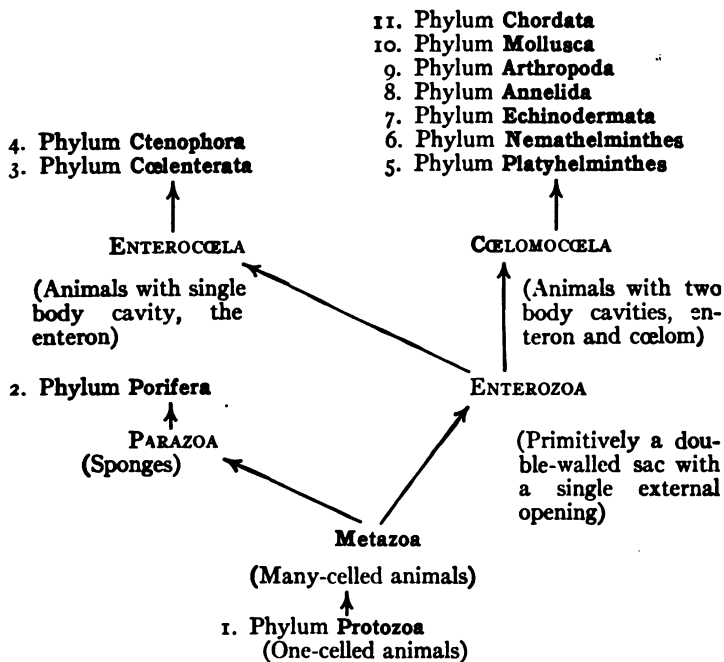 11. Phylum Chordata
10. Phylum Mollusca
9. Phylum Arthropoda
8. Phylum Annelida
7. Phylum Echinodermata
6. Phylum Nemathelminthes
5. Phylum Platyhelminthes
4. Phylum Ctenophora
3. Phylum Cœlenterata
ENTEROCŒLA
(Animals with single
body cavity, the
enteron)
CŒLOMOCŒLA
(Animals with two
body cavities, en-
teron and cœlom)
2. Phylum Porifera
PARAZOA
(Sponges)
ENTEROZOA
(Primitively a dou-
ble-walled sac with
a single external
opening)
Metazoa
(Many-celled animals)
1. Phylum Protozoa
(One-celled animals)